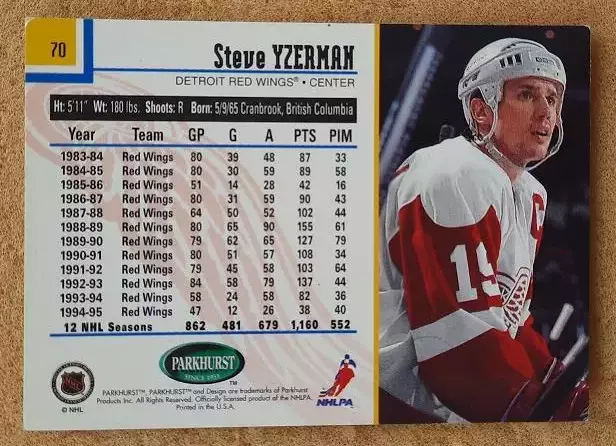 70
Steve YZERMAN
DETROIT RED WINGS® • CENTER
Ht: 5'11" Wt: 180 lbs. Shoots: R Born: 5/9/65 Cranbrook, British Columbia
Year Team GP G A PTS PIM
1983-84 Red Wings 80 39 48 87 33
1984-85 Red Wings 80 30 59 89 58
1985-86 Red Wings 51 14 28 42 16
1986-87 Red Wings 80 31 59 90 43
1987-88 Red Wings 64 50 52 102 44
1988-89 Red Wings 80 65 90 155 61
1989-90 Red Wings 79 62 65 127 79
1990-91 Red Wings 80 51 57 108 34
1991-92 Red Wings 79 45 58 103 64
1992-93 Red Wings 84 58 79 137 44
1993-94 Red Wings 58 24 58 82 36
1994-95 Red Wings 47 12 26 38 40
12 NHL Seasons 862 481 679 1,160 552
PARKHURST
SINCE 1951
TM
NHL
© NHL
PARKHURST™, PARKHURST™ and Design are trademarks of Parkhurst
Products Inc. All Rights Reserved. Officially licensed product of the NHLPA.
Printed in the U.S.A.
NHLPA
C
19